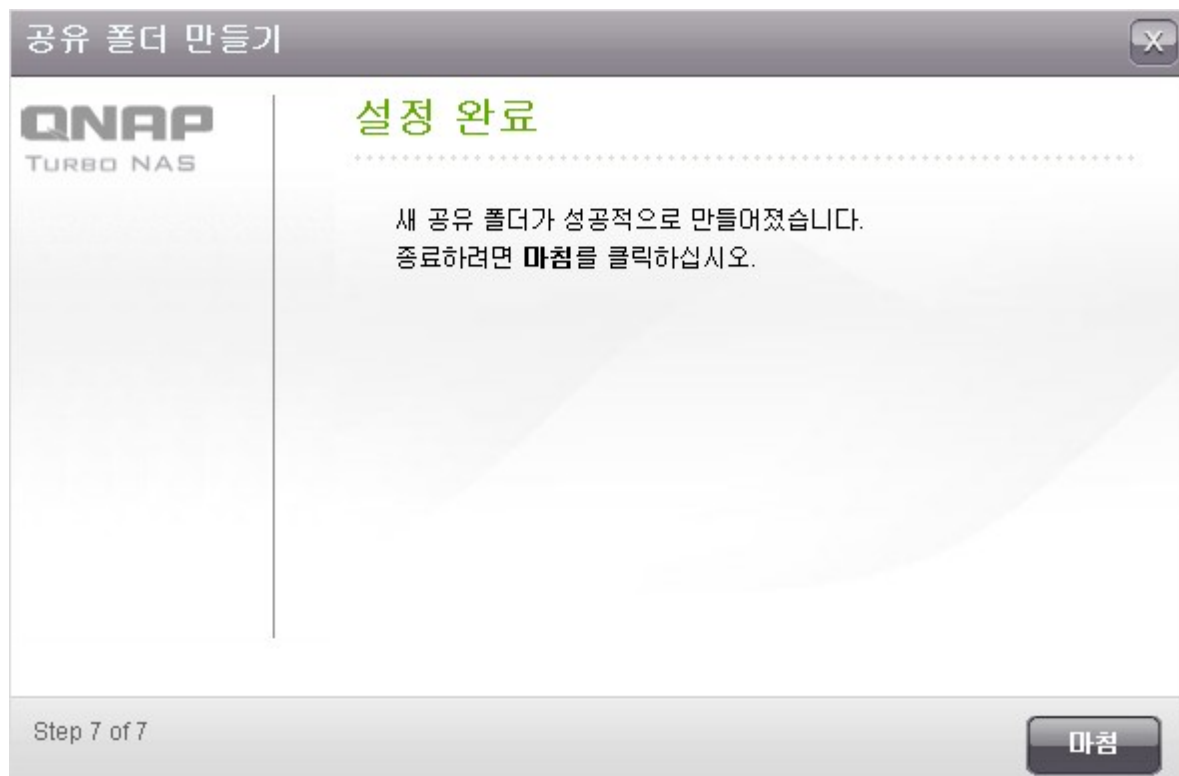 공유 폴더 만들기
X
QNAP
TURBO NAS
설정 완료
새 공유 폴더가 성공적으로 만들어졌습니다.
종료하려면 마침를 클릭하십시오.
Step 7 of 7
마침